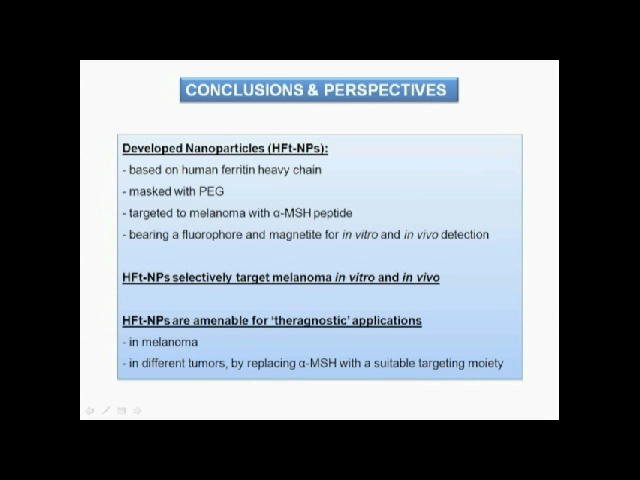 CONCLUSIONS & PERSPECTIVES
Developed Nanoparticles (HFt-NPs):
- based on human ferritin heavy chain
- masked with PEG
- targeted to melanoma with α-MSH peptide
- bearing a fluorophore and magnetite for in vitro and in vivo detection
HFt-NPs selectively target melanoma in vitro and in vivo
HFt-NPs are amenable for ‘theragnostic’ applications
- in melanoma
- in different tumors, by replacing α-MSH with a suitable targeting moiety